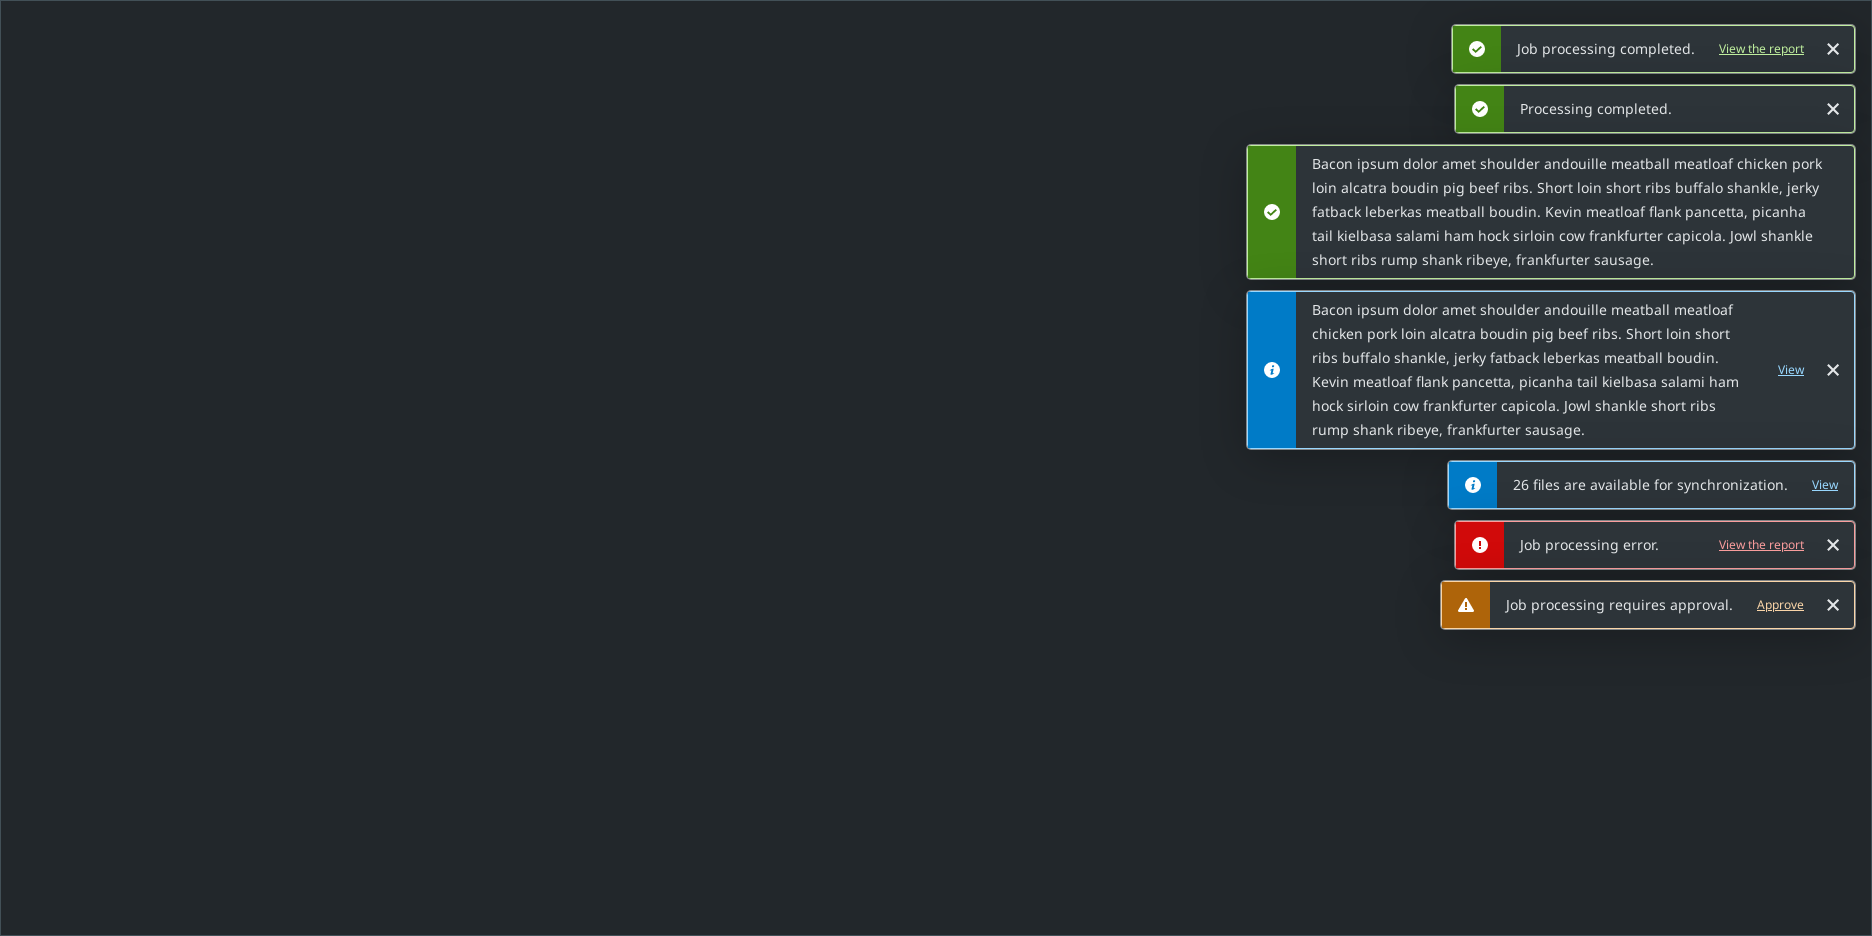 Job processing completed. View the report
Processing completed.
Bacon ipsum dolor amet shoulder andouille meatball meatloaf chicken pork
loin alcatra boudin pig beef ribs. Short loin short ribs buffalo shankle, jerky
fatback leberkas meatball boudin. Kevin meatloaf flank pancetta, picanha
tail kielbasa salami ham hock sirloin cow frankfurter capicola. Jowl shankle
short ribs rump shank ribeye, frankfurter sausage.
Bacon ipsum dolor amet shoulder andouille meatball meatloaf
chicken pork loin alcatra boudin pig beef ribs. Short loin short
ribs buffalo shankle, jerky fatback leberkas meatball boudin.
Kevin meatloaf flank pancetta, picanha tail kielbasa salami ham
hock sirloin cow frankfurter capicola. Jowl shankle short ribs
rump shank ribeye, frankfurter sausage.
View
26 files are available for synchronization. View
Job processing error. View the report
Job processing requires approval. Approve